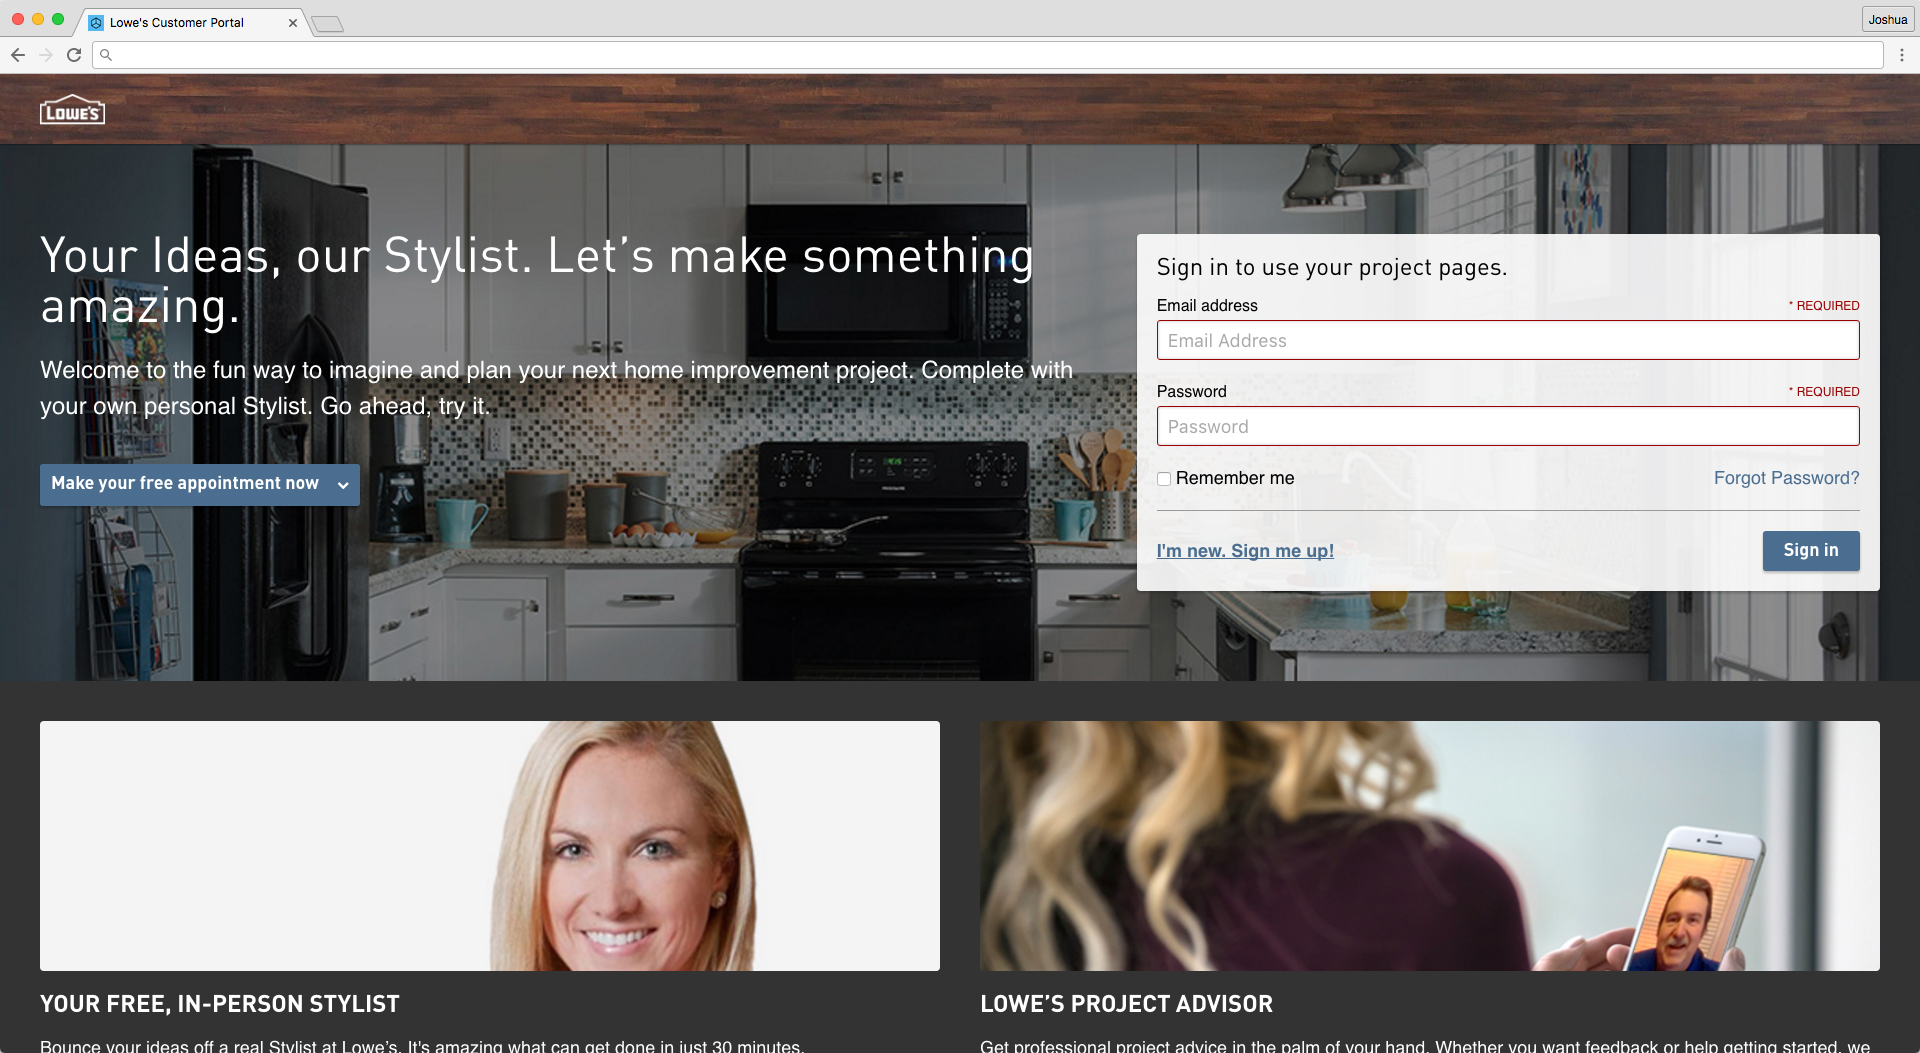 Lowe's Customer Portal
Joshua
LOWE'S
Your Ideas, our Stylist. Let’s make something
amazing.
Welcome to the fun way to imagine and plan your next home improvement project. Complete with
your own personal Stylist. Go ahead, try it.
Make your free appointment now
Sign in to use your project pages.
Email address
* REQUIRED
Email Address
Password
* REQUIRED
Password
Remember me
Forgot Password?
I'm new. Sign me up!
Sign in
YOUR FREE, IN-PERSON STYLIST
Bounce your ideas off a real Stylist at Lowe’s. It's amazing what can get done in just 30 minutes.
LOWE’S PROJECT ADVISOR
Get professional project advice in the palm of your hand. Whether you want feedback or help getting started, we